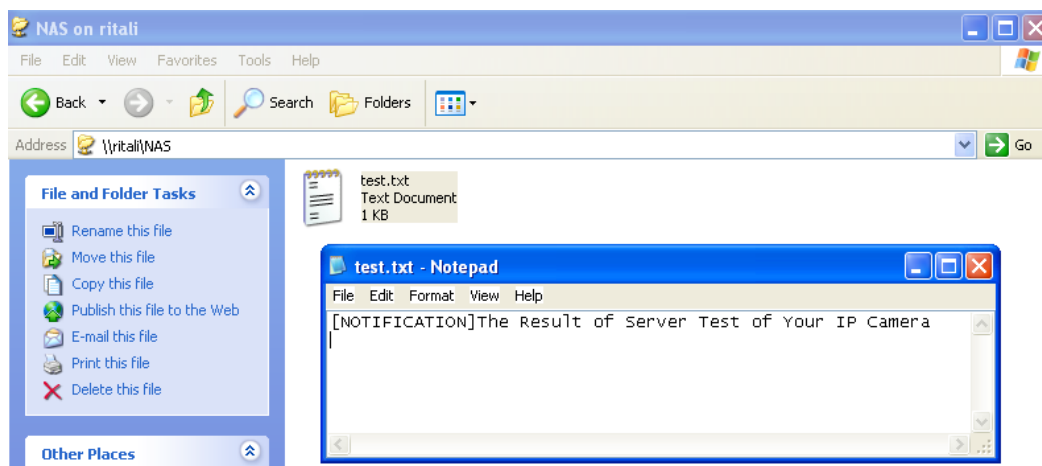 NAS on ritali
File Edit View Favorites Tools Help
Back Search Folders
Address \\ritali\NAS Go
File and Folder Tasks
Rename this file
Move this file
Copy this file
Publish this file to the Web
E-mail this file
Print this file
Delete this file
Other Places
test.txt
Text Document
1 KB
test.txt - Notepad
File Edit Format View Help
[NOTIFICATION]The Result of Server Test of Your IP Camera